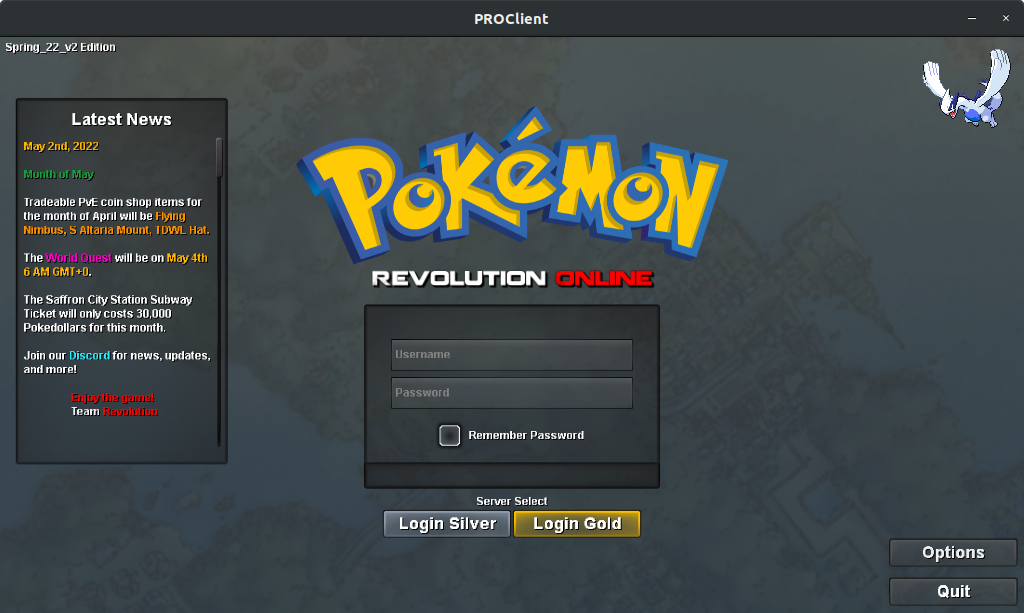 PROClient
Spring_22_v2 Edition
Latest News
May 2nd, 2022
Month of May
Tradeable PvE coin shop items for
the month of April will be Flying
Nimbus, S Altaria Mount, TDWL Hat.
The World Quest will be on May 4th
6 AM GMT+0.
The Saffron City Station Subway
Ticket will only costs 30,000
Pokedollars for this month.
Join our Discord for news, updates,
and more!
Enjoy the game!
Team Revolution
POKÉMON
REVOLUTION ONLINE
Username
Password
Remember Password
Server Select
Login Silver
Login Gold
Options
Quit